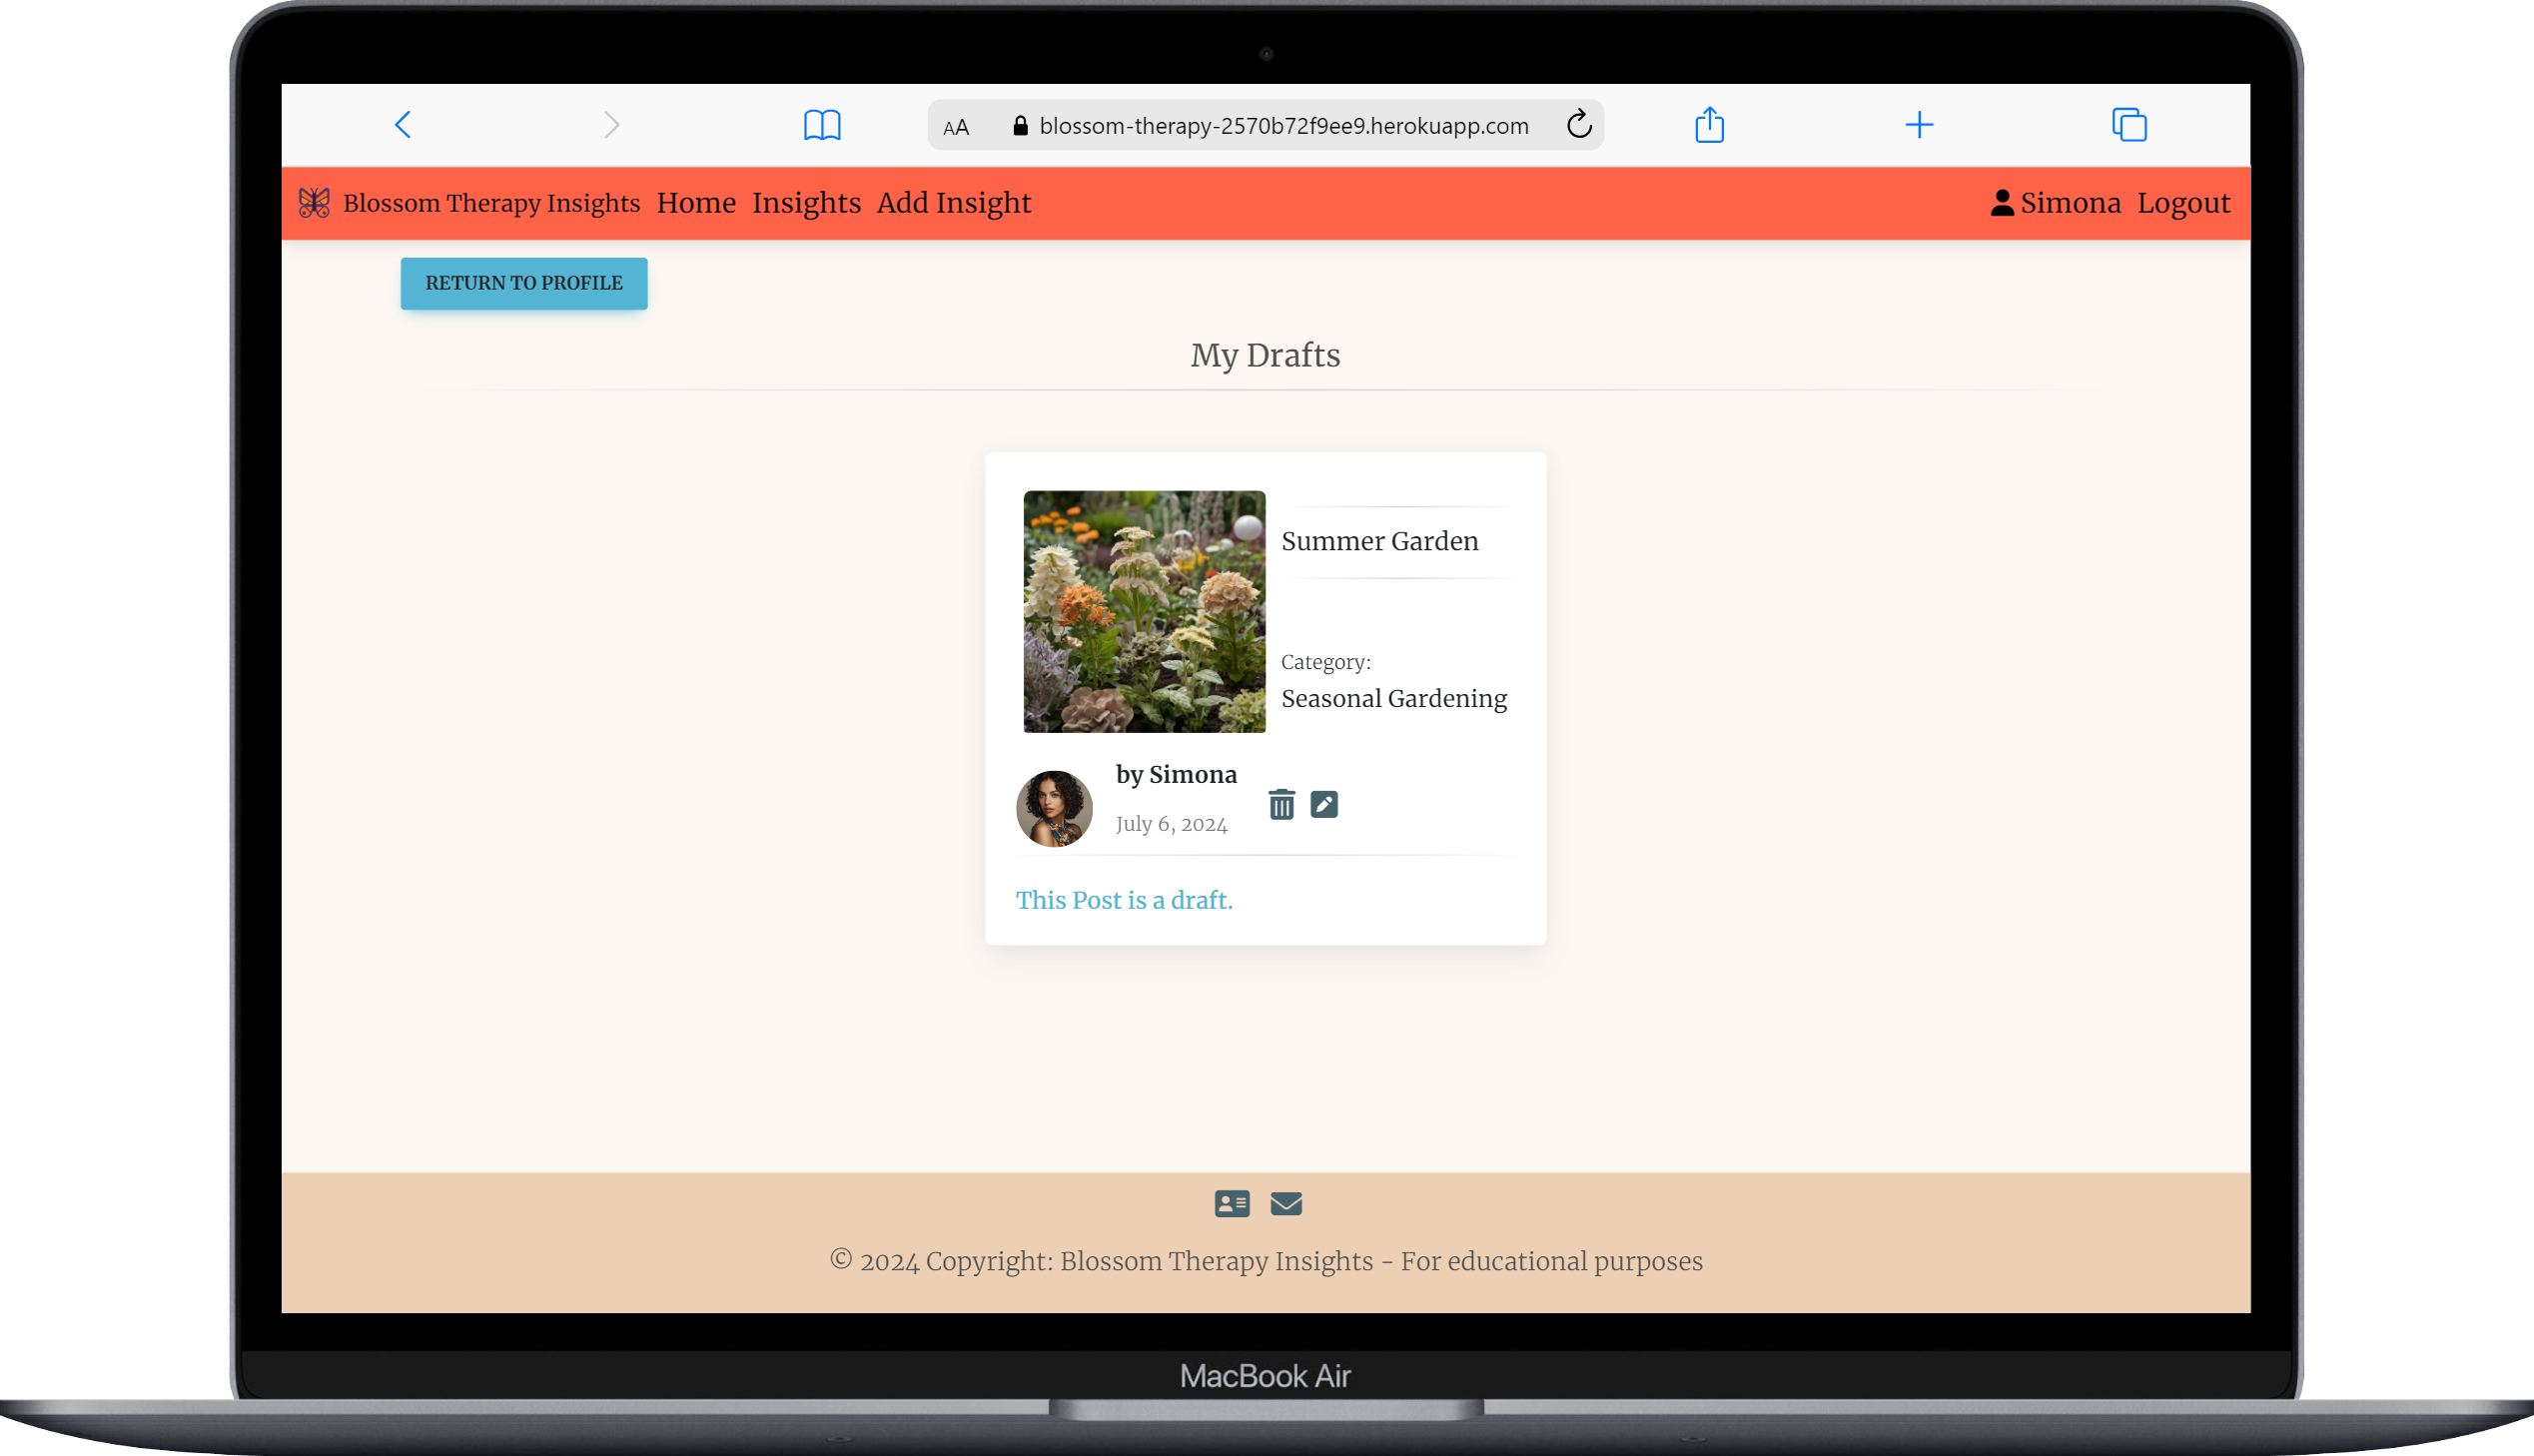 AA blossom-therapy-2570b72f9ee9.herokuapp.com
Blossom Therapy Insights Home Insights Add Insight Simona Logout
RETURN TO PROFILE
My Drafts
Summer Garden
Category:
Seasonal Gardening
by Simona
July 6, 2024
This Post is a draft.
© 2024 Copyright: Blossom Therapy Insights - For educational purposes
MacBook Air